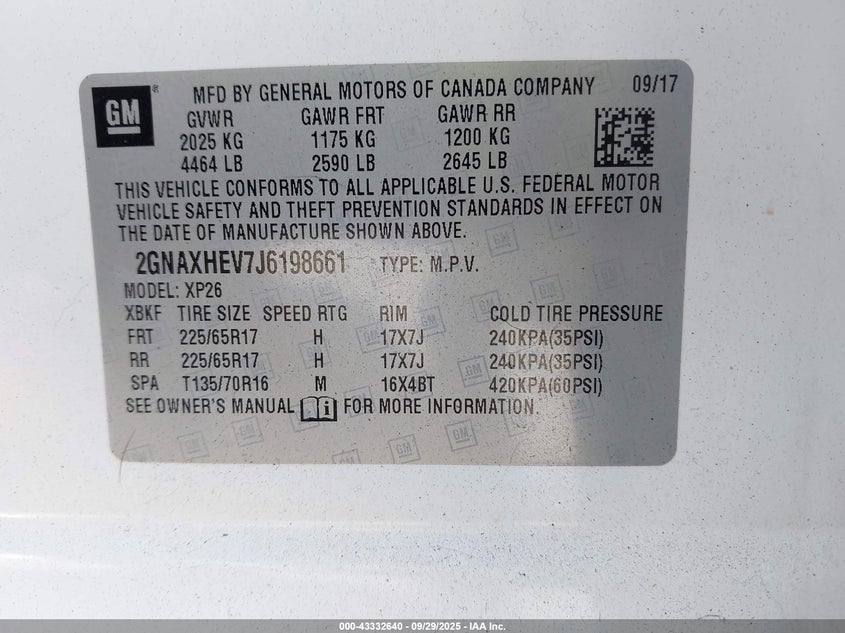 GM ® MFD BY GENERAL MOTORS OF CANADA COMPANY 09/17
GVWR GAWR FRT GAWR RR
2025 KG 1175 KG 1200 KG
4464 LB 2590 LB 2645 LB
THIS VEHICLE CONFORMS TO ALL APPLICABLE U.S. FEDERAL MOTOR
VEHICLE SAFETY AND THEFT PREVENTION STANDARDS IN EFFECT ON
THE DATE OF MANUFACTURE SHOWN ABOVE.
2GNAXHEV7J6198661 TYPE: M.P.V.
MODEL: XP26
XBKF TIRE SIZE SPEED RTG RIM COLD TIRE PRESSURE
FRT 225/65R17 H 17X7J 240KPA(35PSI)
RR 225/65R17 H 17X7J 240KPA(35PSI)
SPA T135/70R16 M 16X4BT 420KPA(60PSI)
SEE OWNER'S MANUAL FOR MORE INFORMATION.
000-43332640 - 09/29/2025 - IAAI.COM